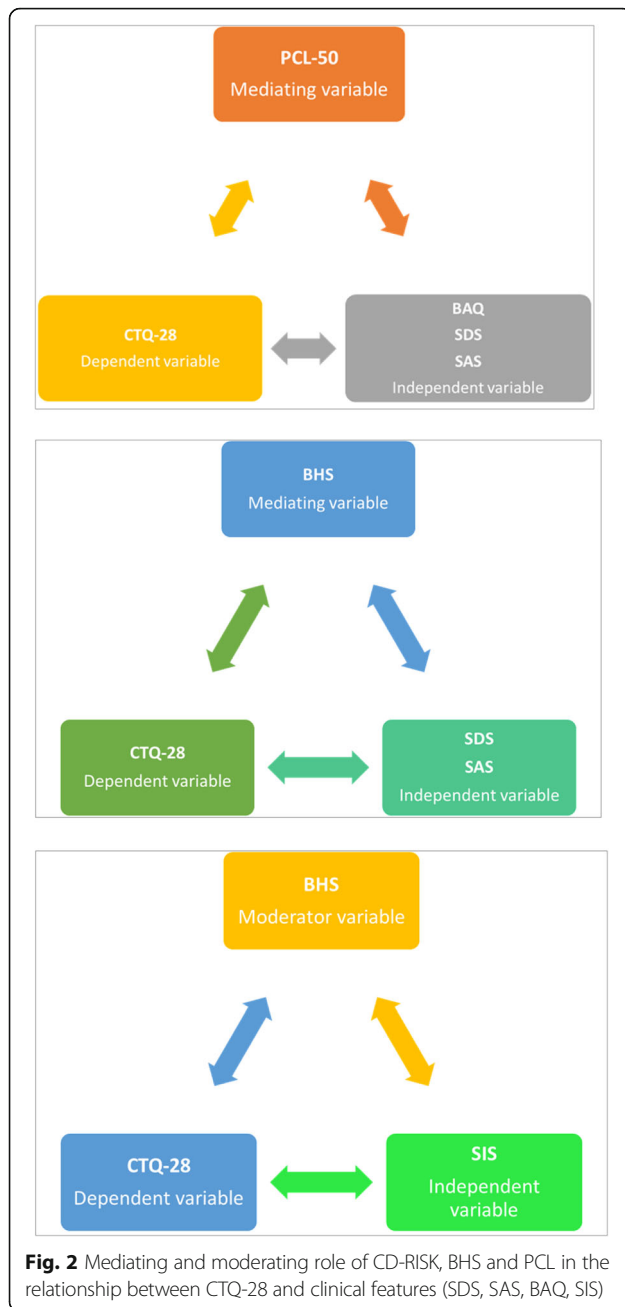 PCL-50
Mediating variable
CTQ-28
Dependent variable
BAQ
SDS
SAS
Independent variable
BHS
Mediating variable
CTQ-28
Dependent variable
SDS
SAS
Independent variable
BHS
Moderator variable
CTQ-28
Dependent variable
SIS
Independent
variable
Fig. 2 Mediating and moderating role of CD-RISK, BHS and PCL in the
relationship between CTQ-28 and clinical features (SDS, SAS, BAQ, SIS)